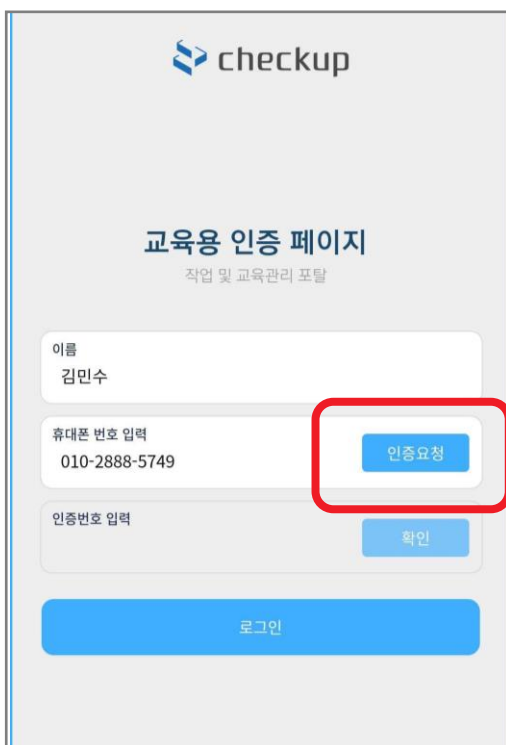 checkup
교육용 인증 페이지
작업 및 교육관리 포탈
이름
김민수
휴대폰 번호 입력
010-2888-5749
인증요청
인증번호 입력
확인
로그인